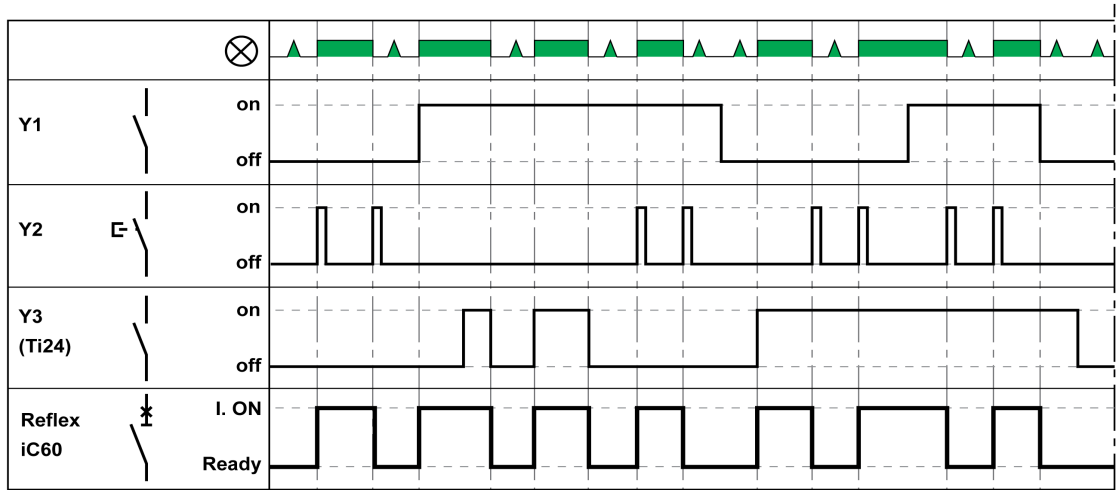 Y1
on
off
Y2
on
off
Y3
(Ti24)
on
off
Reflex
iC60
I. ON
Ready